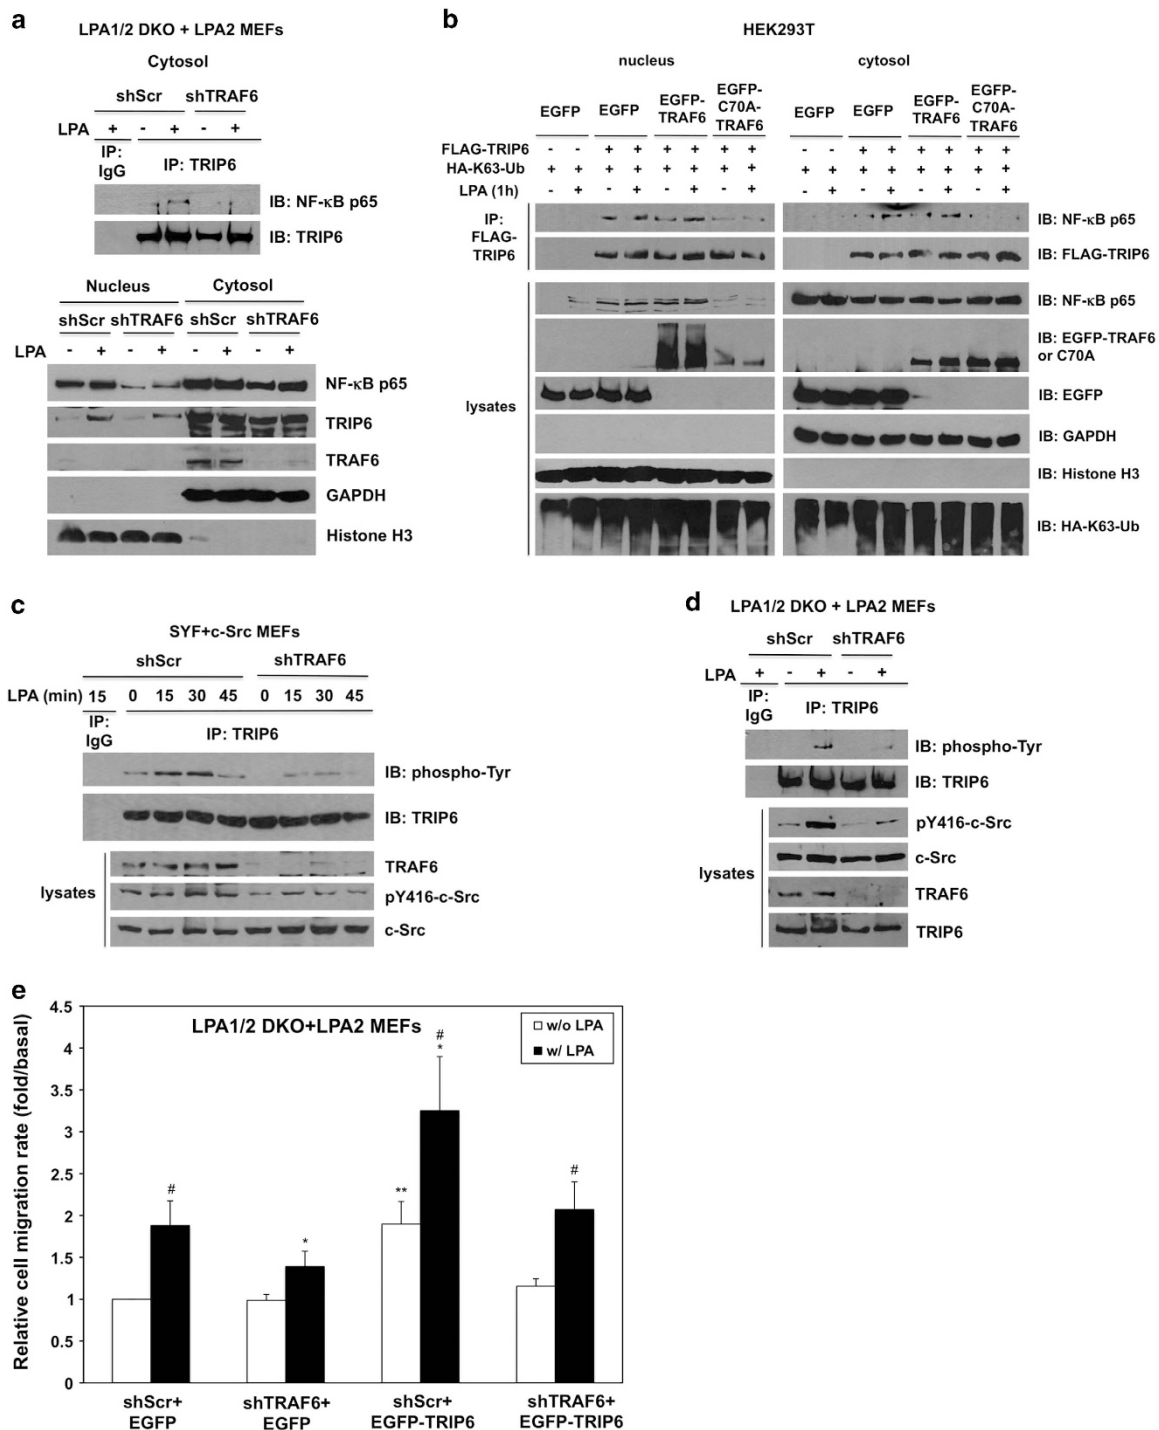 a
LPA1/2 DKO + LPA2 MEFs
Cytosol
shScr shTRAF6
LPA + - + - +
IP: IgG IP: TRIP6
IB: NF-κB p65
IB: TRIP6
Nucleus Cytosol
shScr shTRAF6 shScr shTRAF6
LPA - + - + - + - +
NF-κB p65
TRIP6
TRAF6
GAPDH
Histone H3
b
HEK293T
nucleus cytosol
EGFP EGFP EGFP-TRAF6 EGFP-C70A-TRAF6 EGFP EGFP EGFP-TRAF6 EGFP-C70A-TRAF6
FLAG-TRIP6 - - + + + + + + - - + + + + + +
HA-K63-Ub + + + + + + + + + + + + + + + +
LPA (1h) - + - + - + - + - + - + - + - +
IP: FLAG-TRIP6
IB: NF-κB p65
IB: FLAG-TRIP6
lysates
IB: NF-κB p65
IB: EGFP-TRAF6
or C70A
IB: EGFP
IB: GAPDH
IB: Histone H3
IB: HA-K63-Ub
c
SYF+c-Src MEFs
shScr shTRAF6
LPA (min) 15 0 15 30 45 0 15 30 45
IP: IgG IP: TRIP6
IB: phospho-Tyr
IB: TRIP6
lysates
TRAF6
pY416-c-Src
c-Src
d
LPA1/2 DKO + LPA2 MEFs
shScr shTRAF6
LPA + - + - +
IP: IgG IP: TRIP6
IB: phospho-Tyr
IB: TRIP6
lysates
pY416-c-Src
c-Src
TRAF6
TRIP6
e
Relative cell migration rate (fold/basal)
4.5
4
3.5
3
2.5
2
1.5
1
0.5
0
LPA1/2 DKO+LPA2 MEFs
w/o LPA
w/ LPA
#
*
**
#
*
#
shScr+ shTRAF6+ shScr+ shTRAF6+
EGFP EGFP EGFP-TRIP6 EGFP-TRIP6